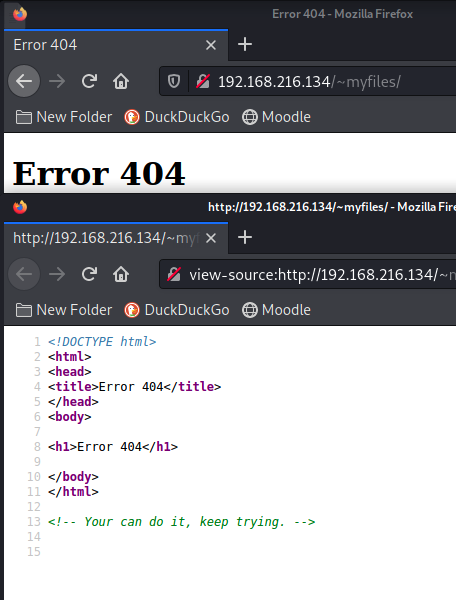 Error 404 - Mozilla Firefox
Error 404
192.168.216.134/~myfiles/
New Folder DuckDuckGo Moodle
Error 404
http://192.168.216.134/~myfiles/ - Mozilla Fire
http://192.168.216.134/~my
view-source:http://192.168.216.134/~m
New Folder DuckDuckGo Moodle
1 <!DOCTYPE html>
2 <html>
3 <head>
4 <title>Error 404</title>
5 </head>
6 <body>
7
8 <h1>Error 404</h1>
9
10 </body>
11 </html>
12
13 <!-- Your can do it, keep trying. -->
14
15